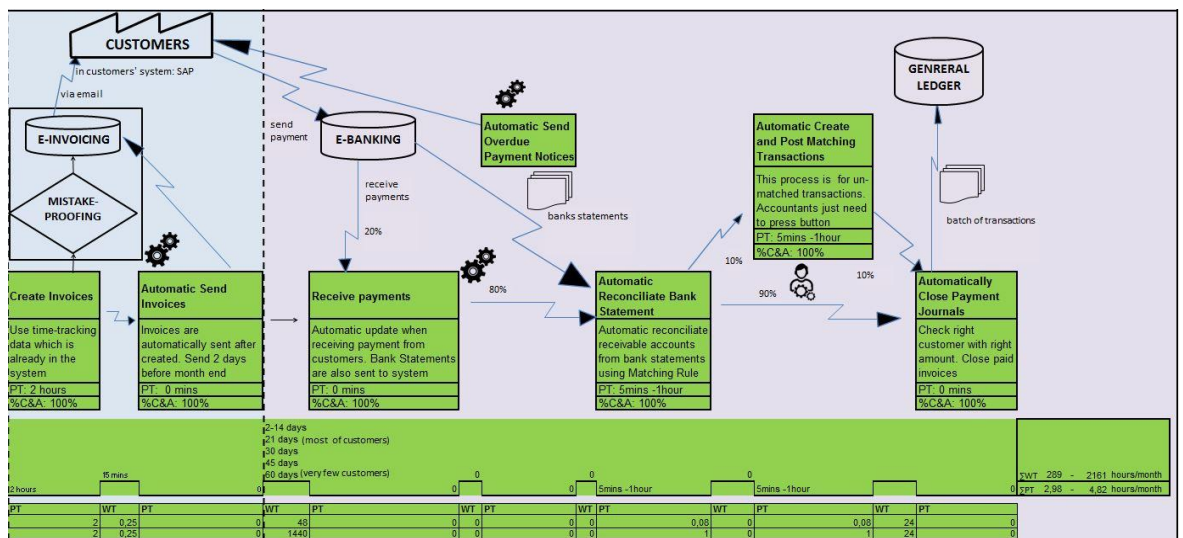 CUSTOMERS
in customers' system: SAP
via email
E-INVOICING
MISTAKE-
PROOFING
send
payment
E-BANKING
receive
payments
20%
Automatic Send
Overdue
Payment Notices
banks statements
Automatic Create
and Post Matching
Transactions
This process is for un-
matched transactions.
Accountants just need
to press button
PT: 5mins -1hour
%C&A: 100%
GENRERAL
LEDGER
batch of transactions
Create Invoices
Use time-tracking
data which is
already in the
system
PT: 2 hours
%C&A: 100%
Automatic Send
Invoices
Invoices are
automatically sent after
created. Send 2 days
before month end
PT: 0 mins
%C&A: 100%
Receive payments
Automatic update when
receiving payment from
customers. Bank Statements
are also sent to system
PT: 0 mins
%C&A: 100%
80%
Automatic
Reconciliate Bank
Statement
Automatic reconciliate
receivable accounts
from bank statements
using Matching Rule
PT: 5mins -1hour
%C&A: 100%
10%
90%
10%
Automatically
Close Payment
Journals
Check right
customer with right
amount. Close paid
invoices
PT: 0 mins
%C&A: 100%
2-14 days
21 days (most of customers)
30 days
45 days
60 days (very few customers)
15 mins 0 0 0
2 hours 0 0 0 5mins -1hour 5mins -1hour 0
ΣWT 289 - 2161 hours/month
ΣPT 2,98 - 4,82 hours/month
PT WT PT WT PT WT PT WT PT WT PT WT PT
2 0,25 0 48 0 0 0 0 0,08 0 0,08 24 0
2 0,25 0 1440 0 0 0 0 1 0 1 24 0